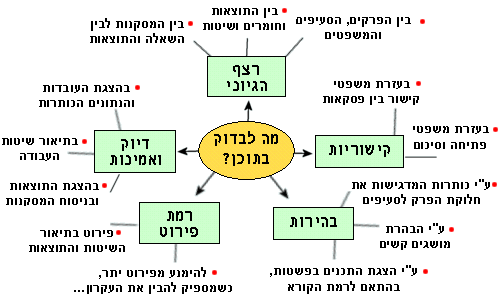 מה לבדוק
בתוכן?
רצף
הגיוני
בין הפרקים, הסעיפים
והמשפטים
בין התוצאות
וחומרים ושיטות
בין המסקנות לבין
השאלה והתוצאות
קישוריות
בעזרת משפטי
קישור בין פסקאות
בעזרת משפטי
פתיחה וסיכום
בהירות
ע"י כותרות המדגישות את
חלוקת הפרק לסעיפים
ע"י הבהרת
מושגים קשים
ע"י הצגת התכנים בפשטות,
בהתאם לרמת הקורא
רמת
פירוט
פירוט בתיאור
השיטות והתוצאות
להימנע מפירוט יתר,
כשמספיק להבין את העקרון...
דיוק
ואמינות
בהצגת העובדות
והנתונים הנותרות
בתיאור שיטות
העבודה
בהצגת התוצאות
ובניסוח המסקנות